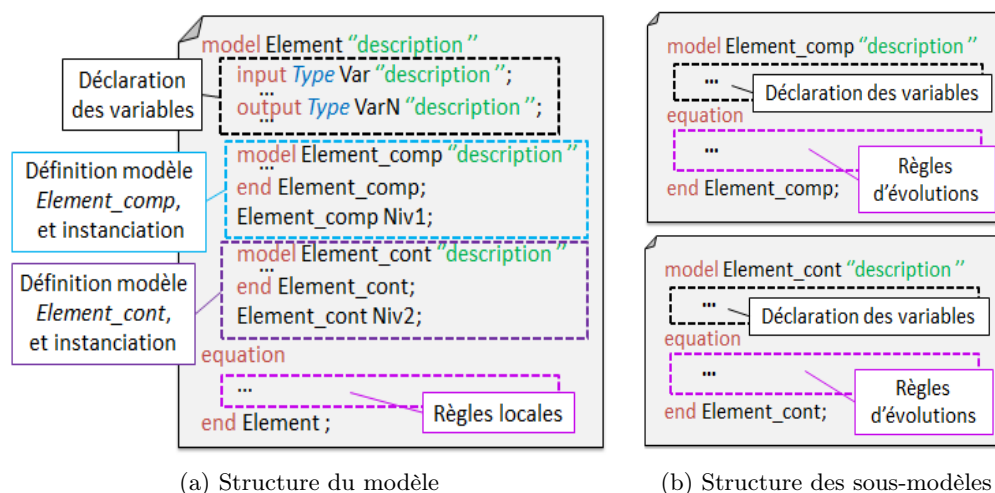 model Element ‘‘description’’
Déclaration
des variables
input Type Var ‘‘description’’;
...
output Type VarN ‘‘description’’;
...
Définition modèle
Element_comp,
et instanciation
model Element_comp ‘‘description’’
...
end Element_comp;
Element_comp Niv1;
Définition modèle
Element_cont,
et instanciation
model Element_cont ‘‘description’’
...
end Element_cont;
Element_cont Niv2;
equation
...
Règles locales
end Element ;
(a) Structure du modèle
model Element_comp ‘‘description’’
...
Déclaration des variables
equation
...
Règles
d’évolutions
end Element_comp;
model Element_cont ‘‘description’’
...
Déclaration des variables
equation
...
Règles
d’évolutions
end Element_cont;
(b) Structure des sous-modèles